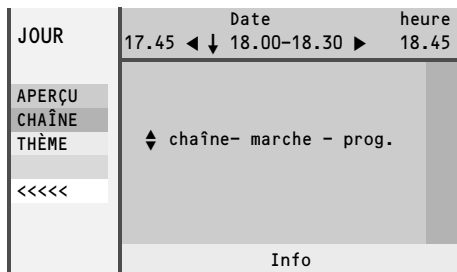 JOUR
Date heure
17.45 ◀ ↓ 18.00-18.30 ▶ 18.45
APERÇU
CHAÎNE
THÈME
<<<<<
chaîne- marche - prog.
Info